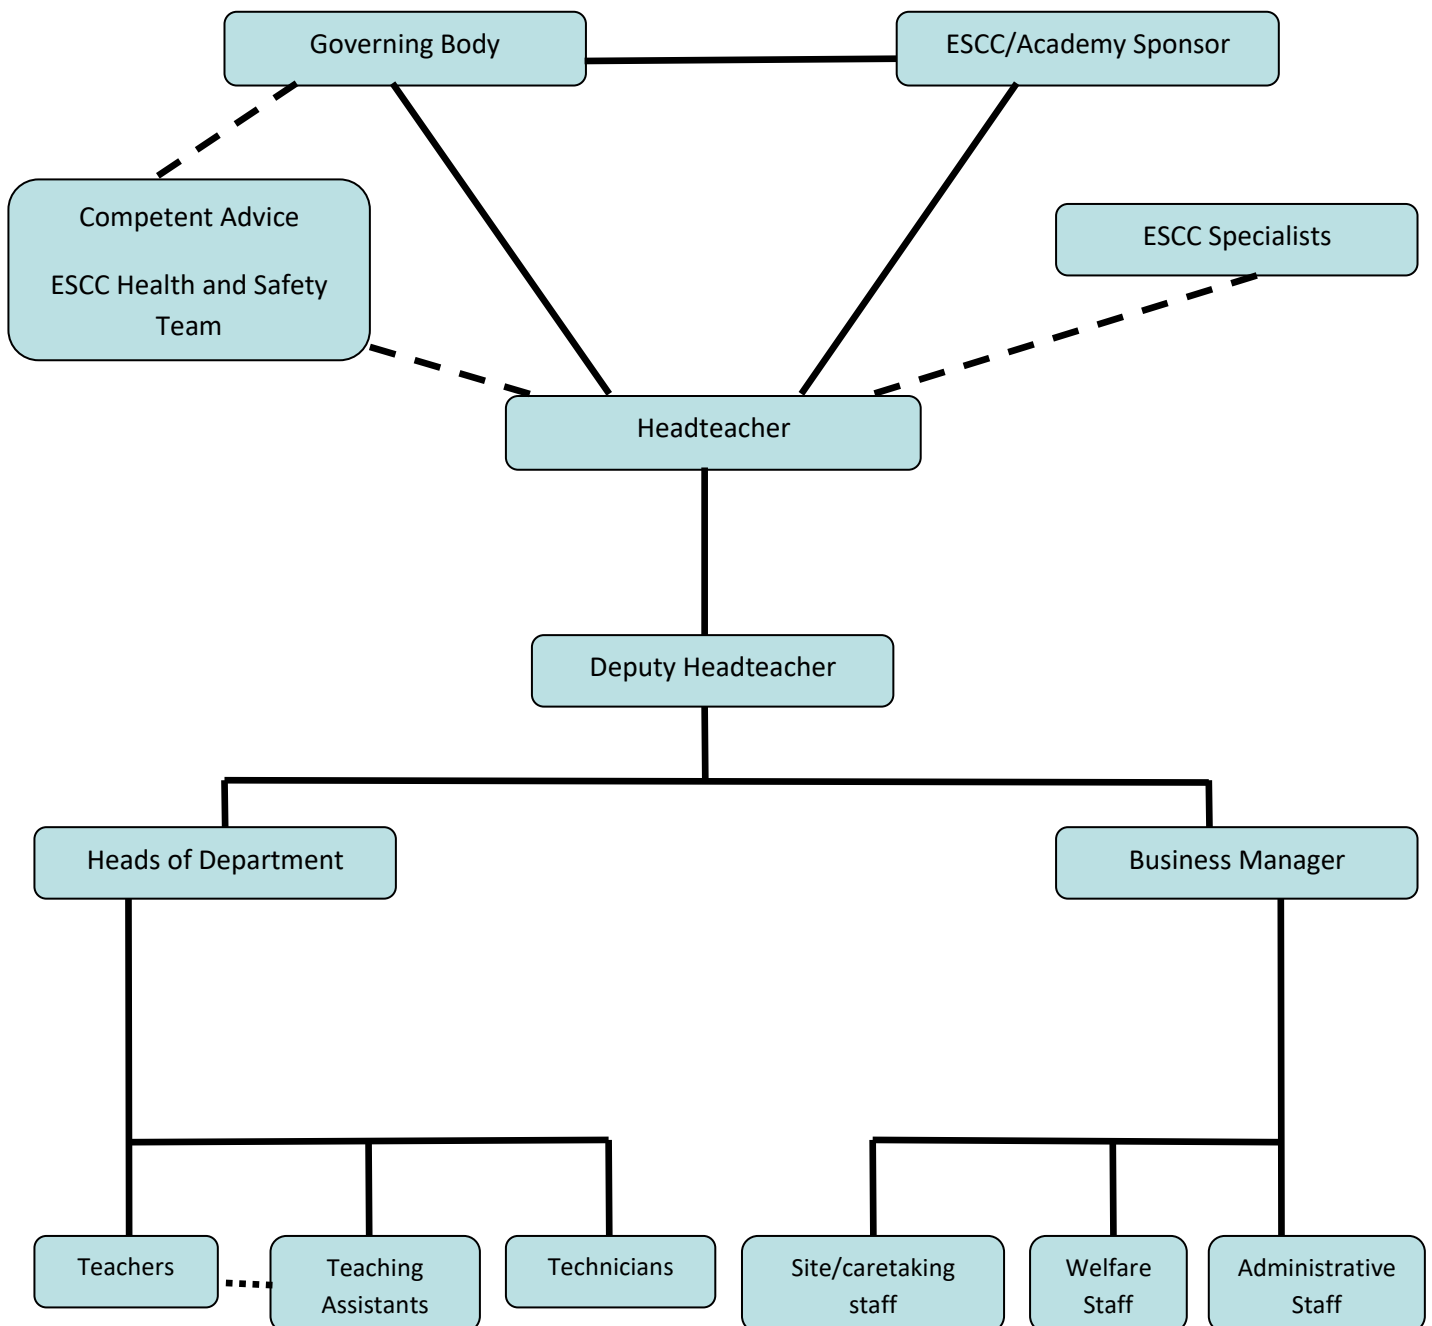 Governing Body
ESCC/Academy Sponsor
Competent Advice
ESCC Health and Safety
Team
ESCC Specialists
Headteacher
Deputy Headteacher
Heads of Department
Business Manager
Teachers
Teaching
Assistants
Technicians
Site/caretaking
staff
Welfare
Staff
Administrative
Staff